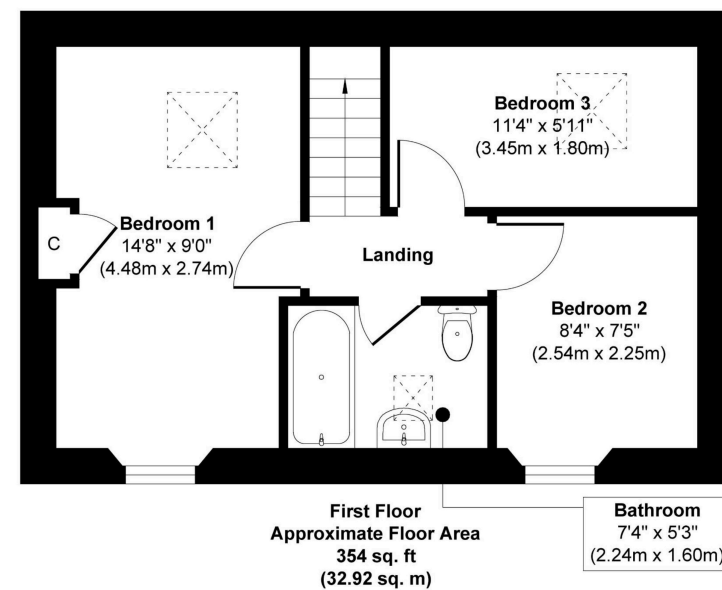 Bedroom 3
11'4" x 5'11"
(3.45m x 1.80m)
C
Bedroom 1
14'8" x 9'0"
(4.48m x 2.74m)
Landing
Bedroom 2
8'4" x 7'5"
(2.54m x 2.25m)
First Floor
Approximate Floor Area
354 sq. ft
(32.92 sq. m)
Bathroom
7'4" x 5'3"
(2.24m x 1.60m)